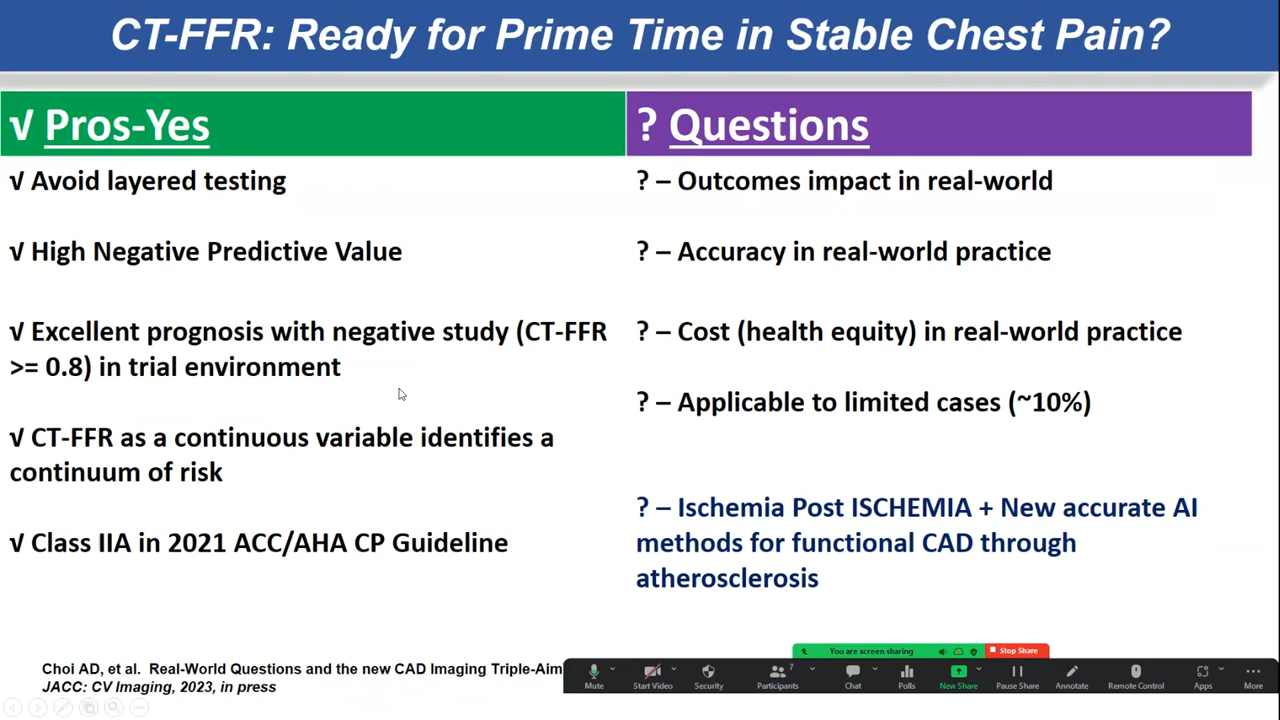 CT-FFR: Ready for Prime Time in Stable Chest Pain?
√ Pros-Yes
√ Avoid layered testing
√ High Negative Predictive Value
√ Excellent prognosis with negative study (CT-FFR
>= 0.8) in trial environment
√ CT-FFR as a continuous variable identifies a
continuum of risk
√ Class IIA in 2021 ACC/AHA CP Guideline
? Questions
? – Outcomes impact in real-world
? – Accuracy in real-world practice
? – Cost (health equity) in real-world practice
? – Applicable to limited cases (~10%)
? – Ischemia Post ISCHEMIA + New accurate AI
methods for functional CAD through
atherosclerosis
Choi AD, et al. Real-World Questions and the new CAD Imaging Triple-Aim
JACC: CV Imaging, 2023, in press
You are screen sharing
Stop Share
Mute
Start Video
Security
Participants
7
Chat
Polls
New Share
Pause Share
Annotate
Remote Control
Apps
More